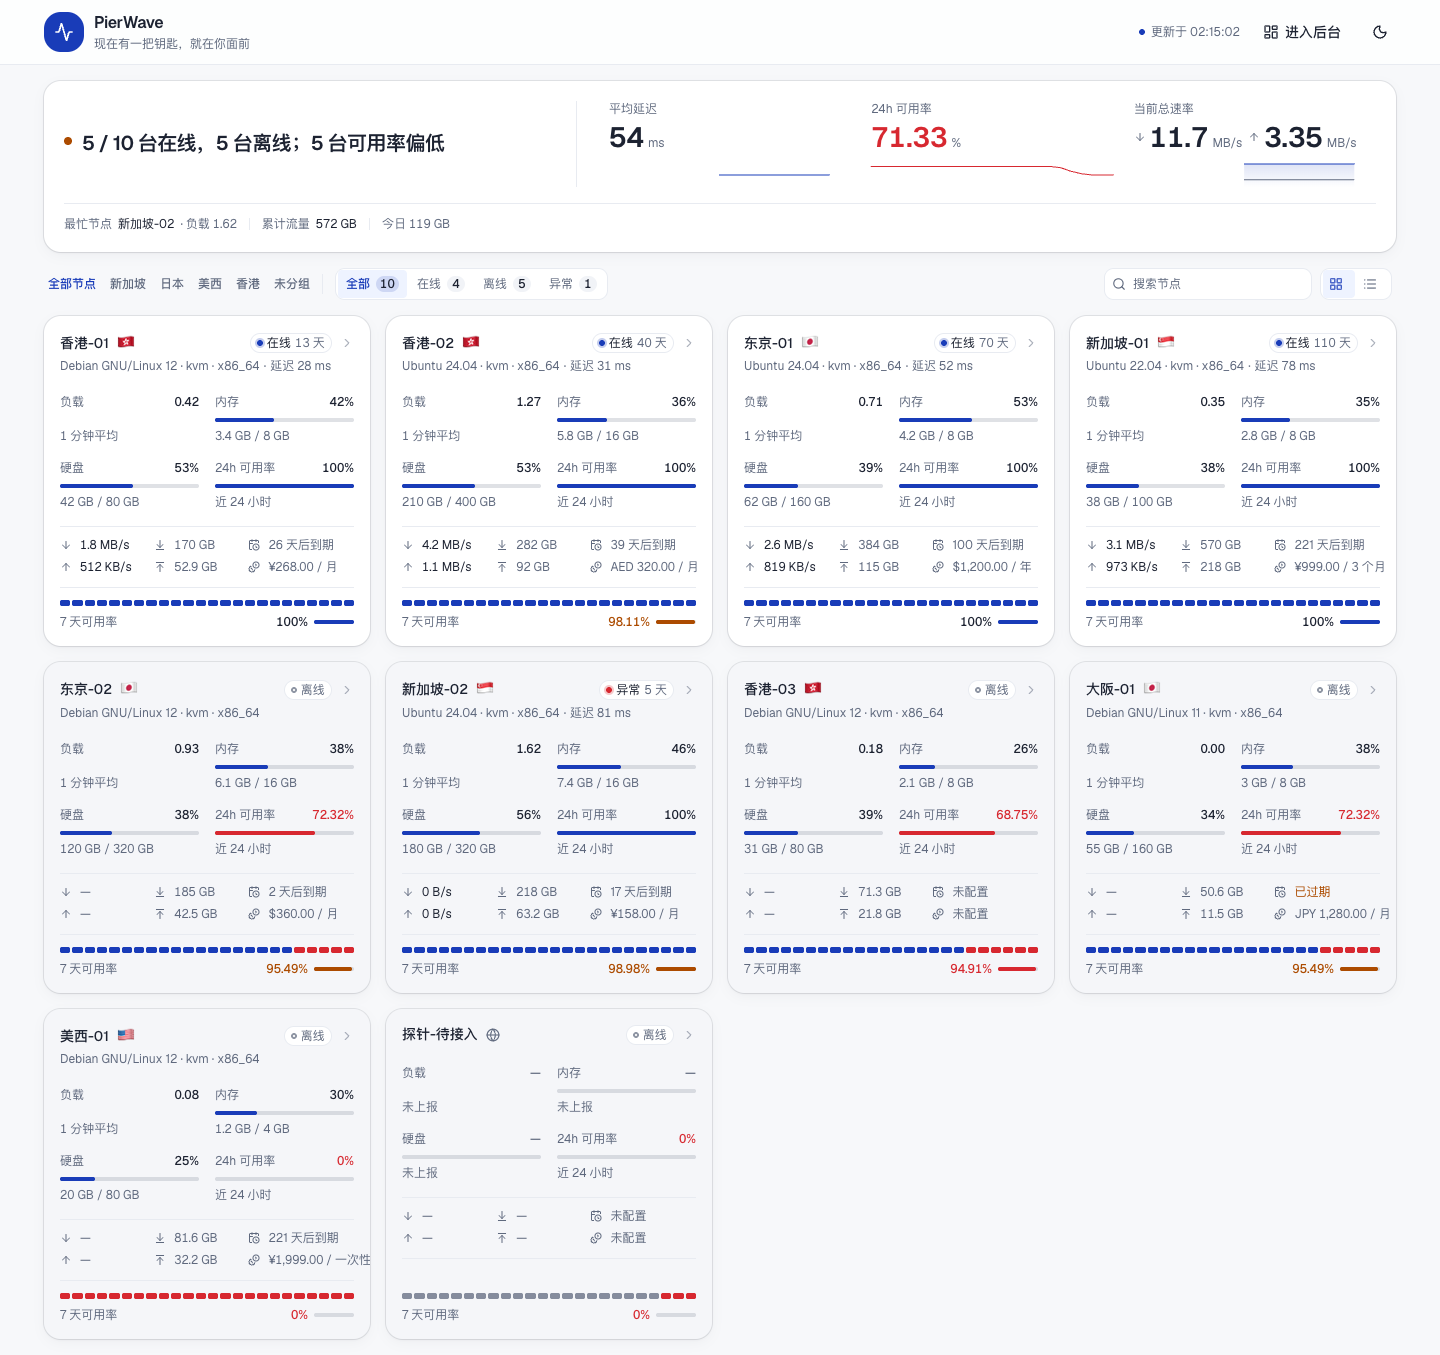 PierWave
现在有一把钥匙，就在你面前
更新于 02:15:02
进入后台
5 / 10 台在线，5 台离线；5 台可用率偏低
平均延迟
54 ms
24h 可用率
71.33 %
当前总速率
11.7 MB/s 3.35 MB/s
最忙节点 新加坡-02 · 负载 1.62
累计流量 572 GB
今日 119 GB
全部节点 新加坡 日本 美西 香港 未分组
全部 10 在线 4 离线 5 异常 1
搜索节点
香港-01
在线 13 天
Debian GNU/Linux 12 · kvm · x86_64 · 延迟 28 ms
负载 0.42 内存 42%
1 分钟平均 3.4 GB / 8 GB
硬盘 53% 24h 可用率 100%
42 GB / 80 GB 近 24 小时
1.8 MB/s 170 GB 26 天后到期
512 KB/s 52.9 GB ¥268.00 / 月
7 天可用率 100%
香港-02
在线 40 天
Ubuntu 24.04 · kvm · x86_64 · 延迟 31 ms
负载 1.27 内存 36%
1 分钟平均 5.8 GB / 16 GB
硬盘 53% 24h 可用率 100%
210 GB / 400 GB 近 24 小时
4.2 MB/s 282 GB 39 天后到期
1.1 MB/s 92 GB AED 320.00 / 月
7 天可用率 98.11%
东京-01
在线 70 天
Ubuntu 24.04 · kvm · x86_64 · 延迟 52 ms
负载 0.71 内存 53%
1 分钟平均 4.2 GB / 8 GB
硬盘 39% 24h 可用率 100%
62 GB / 160 GB 近 24 小时
2.6 MB/s 384 GB 100 天后到期
819 KB/s 115 GB $1,200.00 / 年
7 天可用率 100%
新加坡-01
在线 110 天
Ubuntu 22.04 · kvm · x86_64 · 延迟 78 ms
负载 0.35 内存 35%
1 分钟平均 2.8 GB / 8 GB
硬盘 38% 24h 可用率 100%
38 GB / 100 GB 近 24 小时
3.1 MB/s 570 GB 221 天后到期
973 KB/s 218 GB ¥999.00 / 3 个月
7 天可用率 100%
东京-02
离线
Debian GNU/Linux 12 · kvm · x86_64
负载 0.93 内存 38%
1 分钟平均 6.1 GB / 16 GB
硬盘 38% 24h 可用率 72.32%
120 GB / 320 GB 近 24 小时
— 185 GB 2 天后到期
— 42.5 GB $360.00 / 月
7 天可用率 95.49%
新加坡-02
异常 5 天
Ubuntu 24.04 · kvm · x86_64 · 延迟 81 ms
负载 1.62 内存 46%
1 分钟平均 7.4 GB / 16 GB
硬盘 56% 24h 可用率 100%
180 GB / 320 GB 近 24 小时
0 B/s 218 GB 17 天后到期
0 B/s 63.2 GB ¥158.00 / 月
7 天可用率 98.98%
香港-03
离线
Debian GNU/Linux 12 · kvm · x86_64
负载 0.18 内存 26%
1 分钟平均 2.1 GB / 8 GB
硬盘 39% 24h 可用率 68.75%
31 GB / 80 GB 近 24 小时
— 71.3 GB 未配置
— 21.8 GB 未配置
7 天可用率 94.91%
大阪-01
离线
Debian GNU/Linux 11 · kvm · x86_64
负载 0.00 内存 38%
1 分钟平均 3 GB / 8 GB
硬盘 34% 24h 可用率 72.32%
55 GB / 160 GB 近 24 小时
— 50.6 GB 已过期
— 11.5 GB JPY 1,280.00 / 月
7 天可用率 95.49%
美西-01
离线
Debian GNU/Linux 12 · kvm · x86_64
负载 0.08 内存 30%
1 分钟平均 1.2 GB / 4 GB
硬盘 25% 24h 可用率 0%
20 GB / 80 GB 近 24 小时
— 81.6 GB 221 天后到期
— 32.2 GB ¥1,999.00 / 一次性
7 天可用率 0%
探针-待接入
离线
负载 — 内存 —
未上报 未上报
硬盘 — 24h 可用率 0%
未上报 近 24 小时
— — 未配置
— — 未配置
7 天可用率 0%